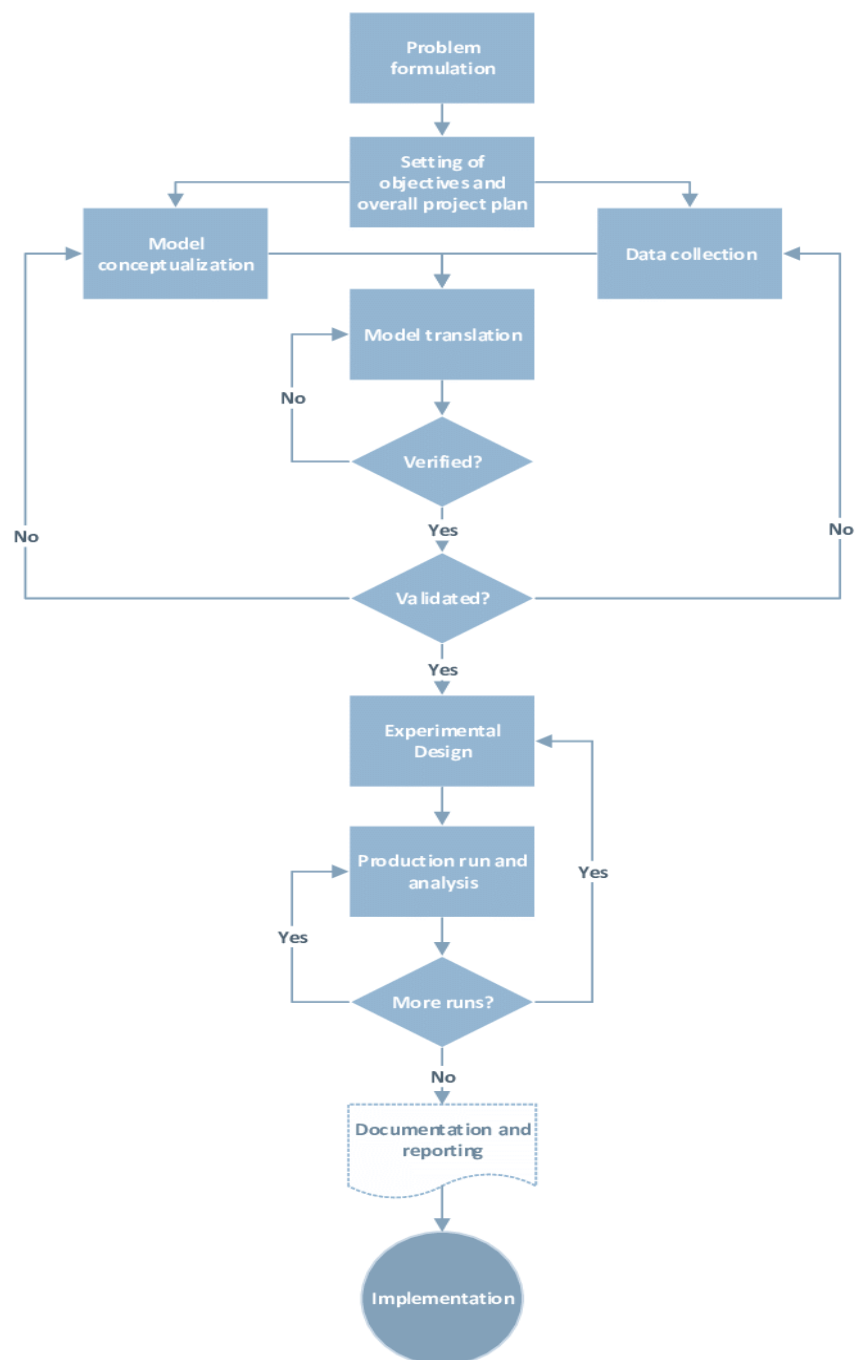 Problem
formulation
Setting of
objectives and
overall project plan
Model
conceptualization
Data collection
Model translation
No
Verified?
Yes
No
No
Validated?
Yes
Experimental
Design
Production run and
analysis
Yes
Yes
More runs?
No
Documentation and
reporting
Implementation